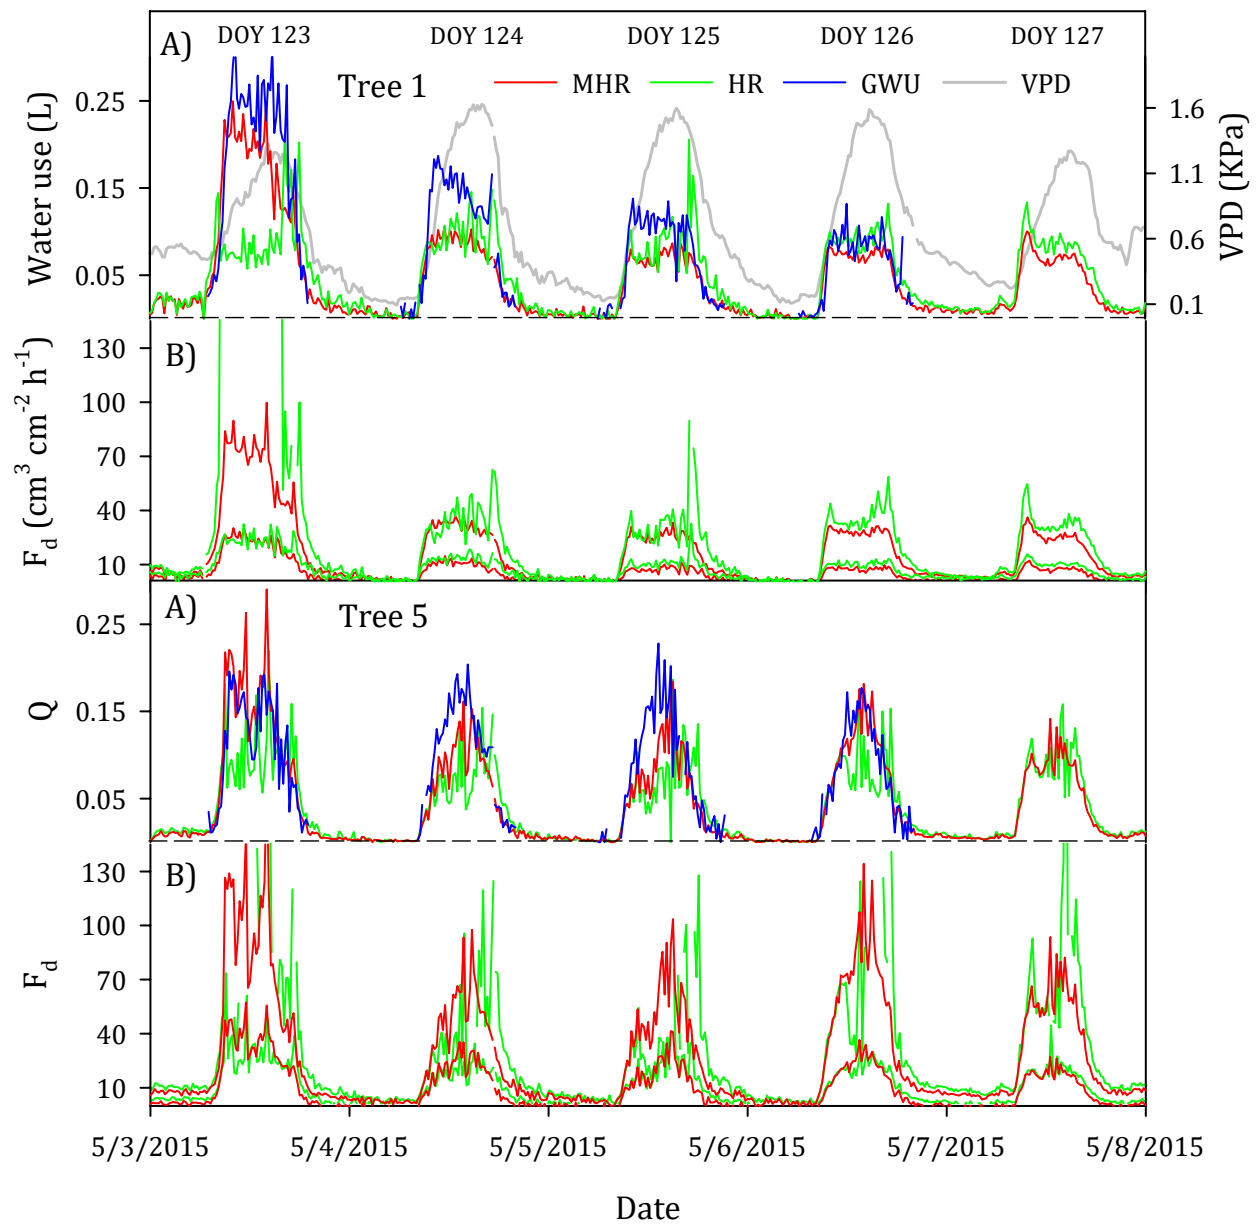 A) DOY 123 DOY 124 DOY 125 DOY 126 DOY 127
Tree 1 MHR HR GWU VPD
Water use (L)
0.25
0.15
0.05
VPD (KPa)
1.6
1.1
0.6
0.1
B)
F_d (cm³ cm⁻² h⁻¹)
130
100
70
40
10
A) Tree 5
Q
0.25
0.15
0.05
B)
F_d
130
100
70
40
10
5/3/2015 5/4/2015 5/5/2015 5/6/2015 5/7/2015 5/8/2015
Date